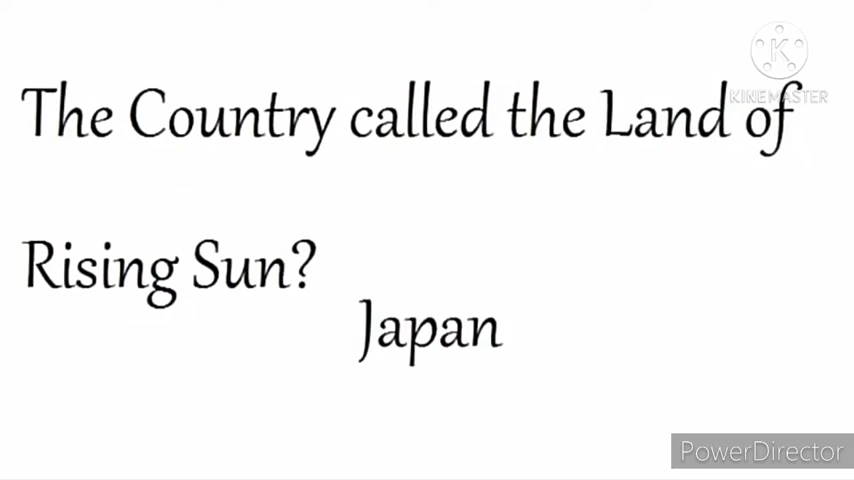 KINEMASTER
The Country called the Land of
Rising Sun?
Japan
PowerDirector